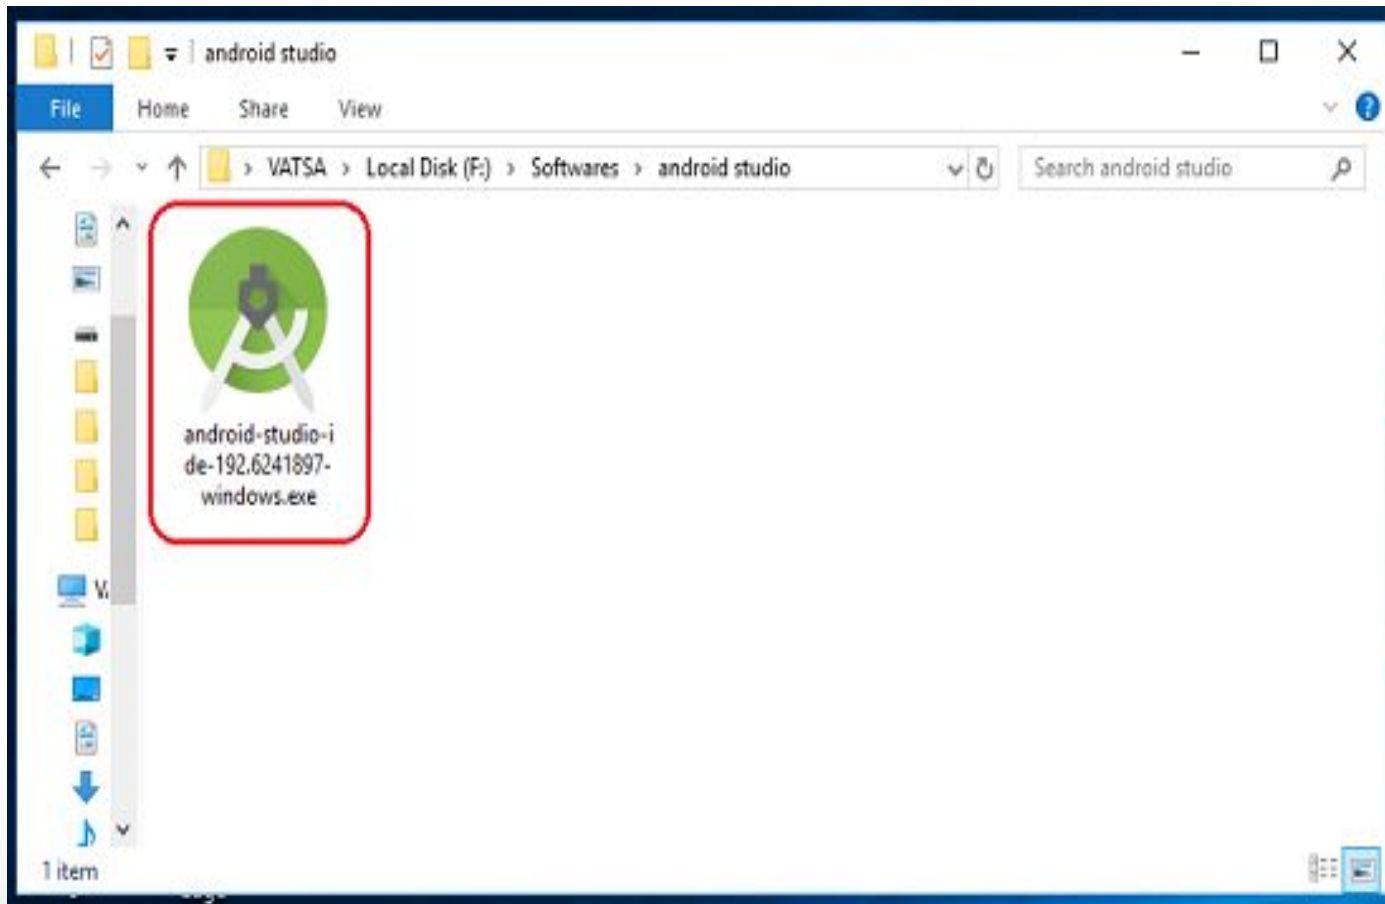 android studio
File Home Share View
VATSA > Local Disk (F:) > Softwares > android studio
Search android studio
android-studio-i
de-192.6241897-
windows.exe
1 item